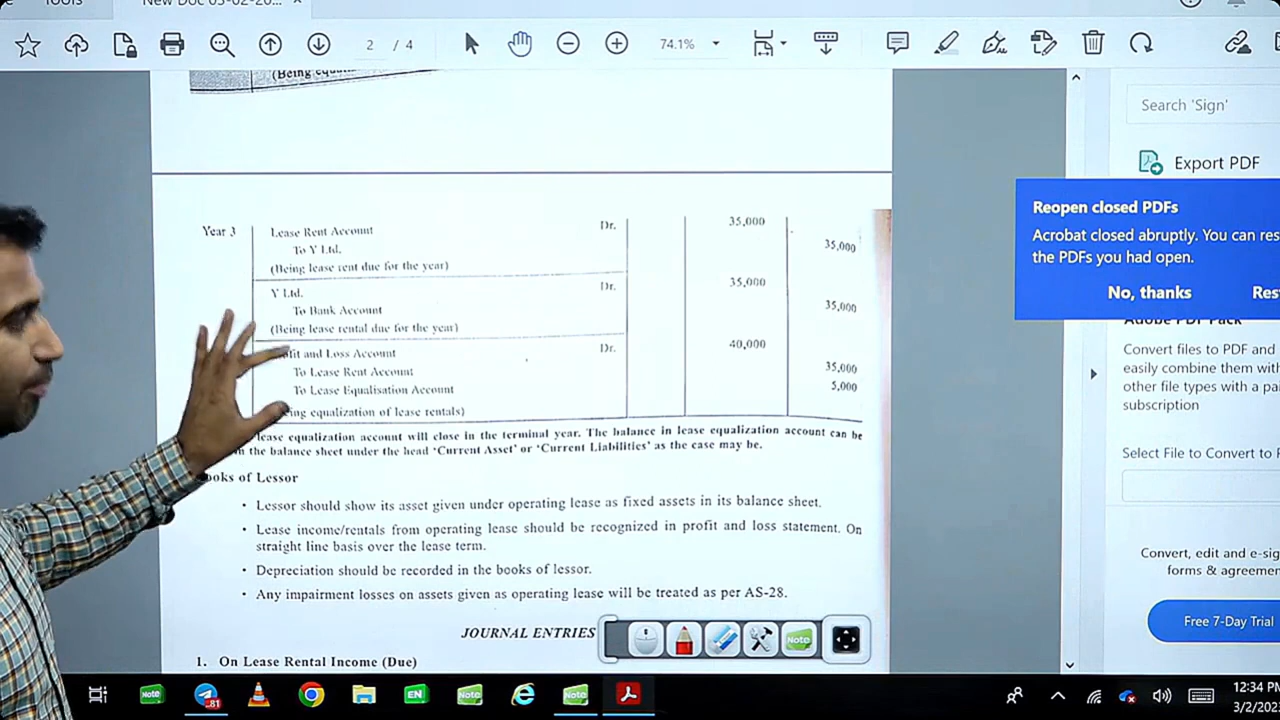 Tools
New Doc 03-02-20...
2 / 4
74.1%
(Being
Search 'Sign'
Export PDF
Reopen closed PDFs
Acrobat closed abruptly. You can
the PDFs you had open.
No, thanks
Adobe PDF Pack
Convert files to PDF and
easily combine them with
other file types with a
subscription
Select File to Convert to
Convert, edit and
forms &
Free 7-Day Trial
Year 3 Lease Rent Account Dr. 35,000
To Y Ltd. 35,000
(Being lease rent due for the year)
Y Ltd. Dr. 35,000
To Bank Account 35,000
(Being lease rental due for the year)
and Loss Account Dr. 40,000
To Lease Rent Account 35,000
To Lease Equalisation Account 5,000
equalization of lease rentals)
lease equalization account will close in the terminal year. The balance in lease equalization account can be
the balance sheet under the head 'Current Asset' or 'Current Liabilities' as the case may be.
of Lessor
• Lessor should show its asset given under operating lease as fixed assets in its balance sheet.
• Lease income/rentals from operating lease should be recognized in profit and loss statement. On
straight line basis over the lease term.
• Depreciation should be recorded in the books of lessor.
• Any impairment losses on assets given as operating lease will be treated as per AS-28.
JOURNAL ENTRIES
Note
1. On Lease Rental Income (Due)
Note
.81
EN
Note
Note
12:34 PM